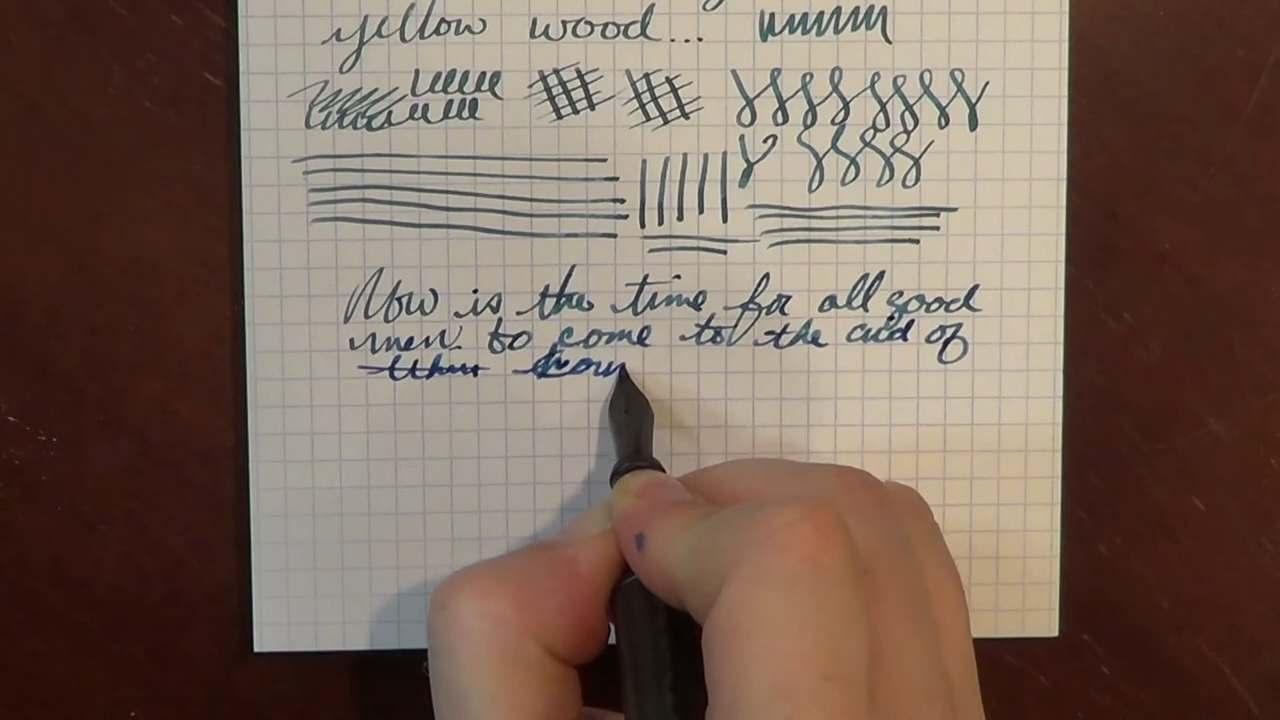 yellow wood...
Now is the time for all good
men to come to the aid of